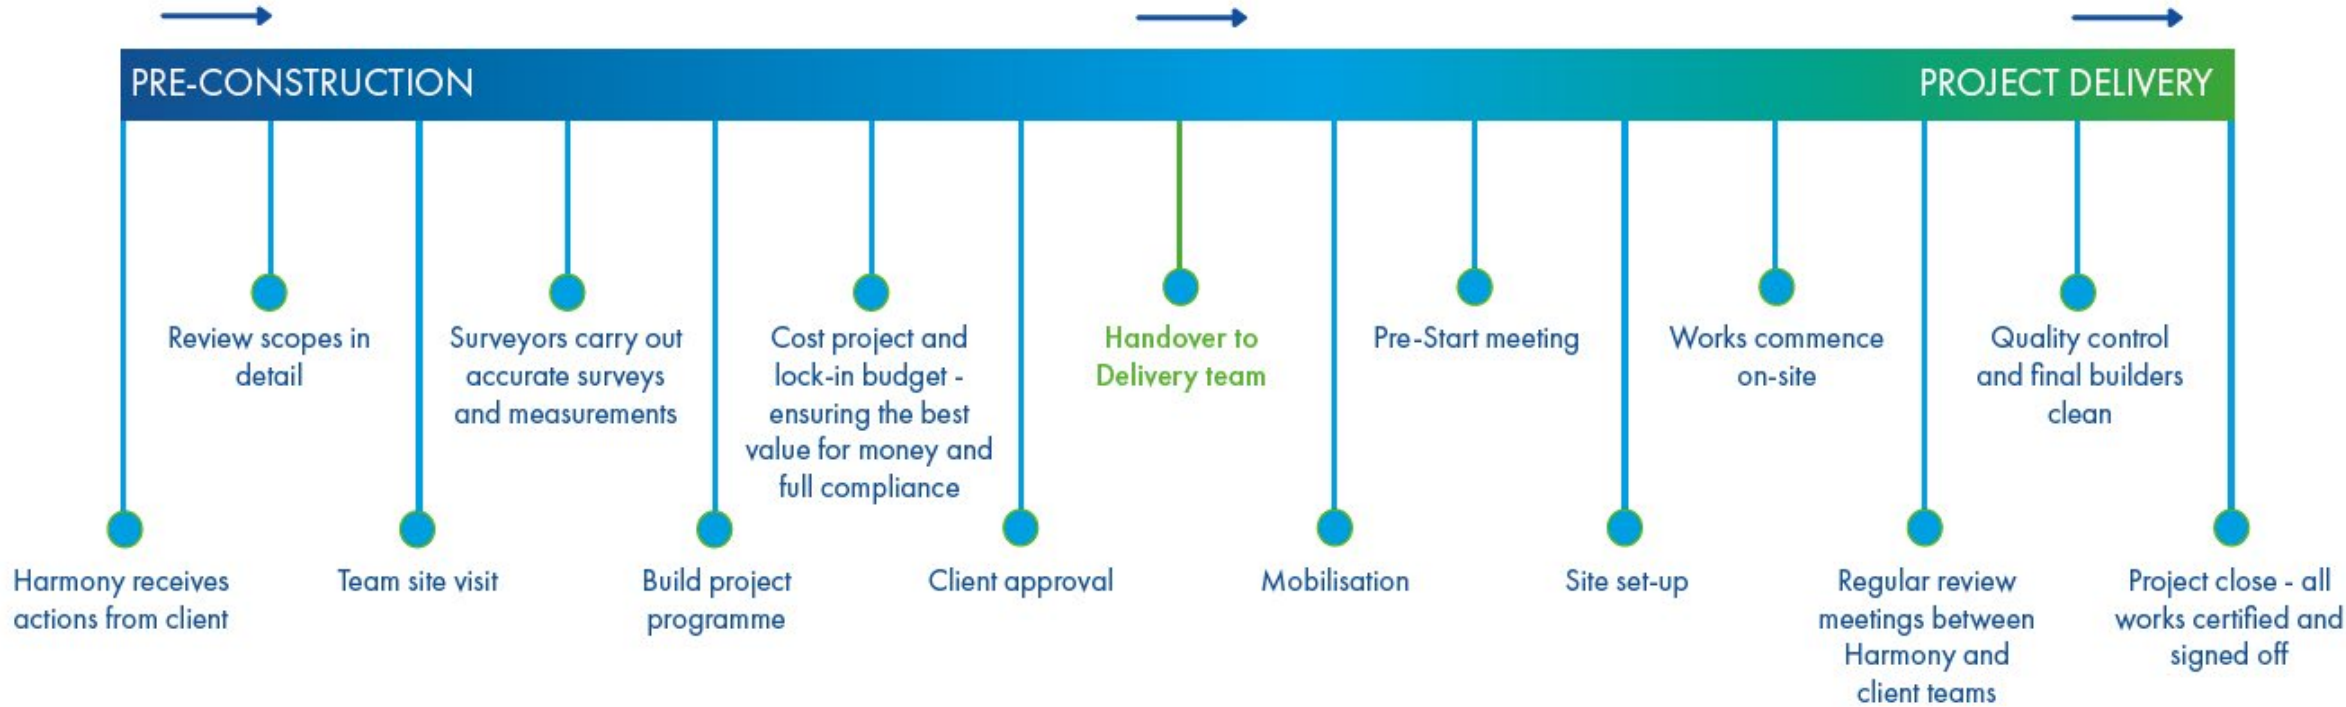 PRE-CONSTRUCTION
PROJECT DELIVERY
Harmony receives
actions from client
Review scopes in
detail
Team site visit
Surveyors carry out
accurate surveys
and measurements
Build project
programme
Cost project and
lock-in budget -
ensuring the best
value for money and
full compliance
Client approval
Handover to
Delivery team
Mobilisation
Pre-Start meeting
Site set-up
Works commence
on-site
Regular review
meetings between
Harmony and
client teams
Quality control
and final builders
clean
Project close - all
works certified and
signed off